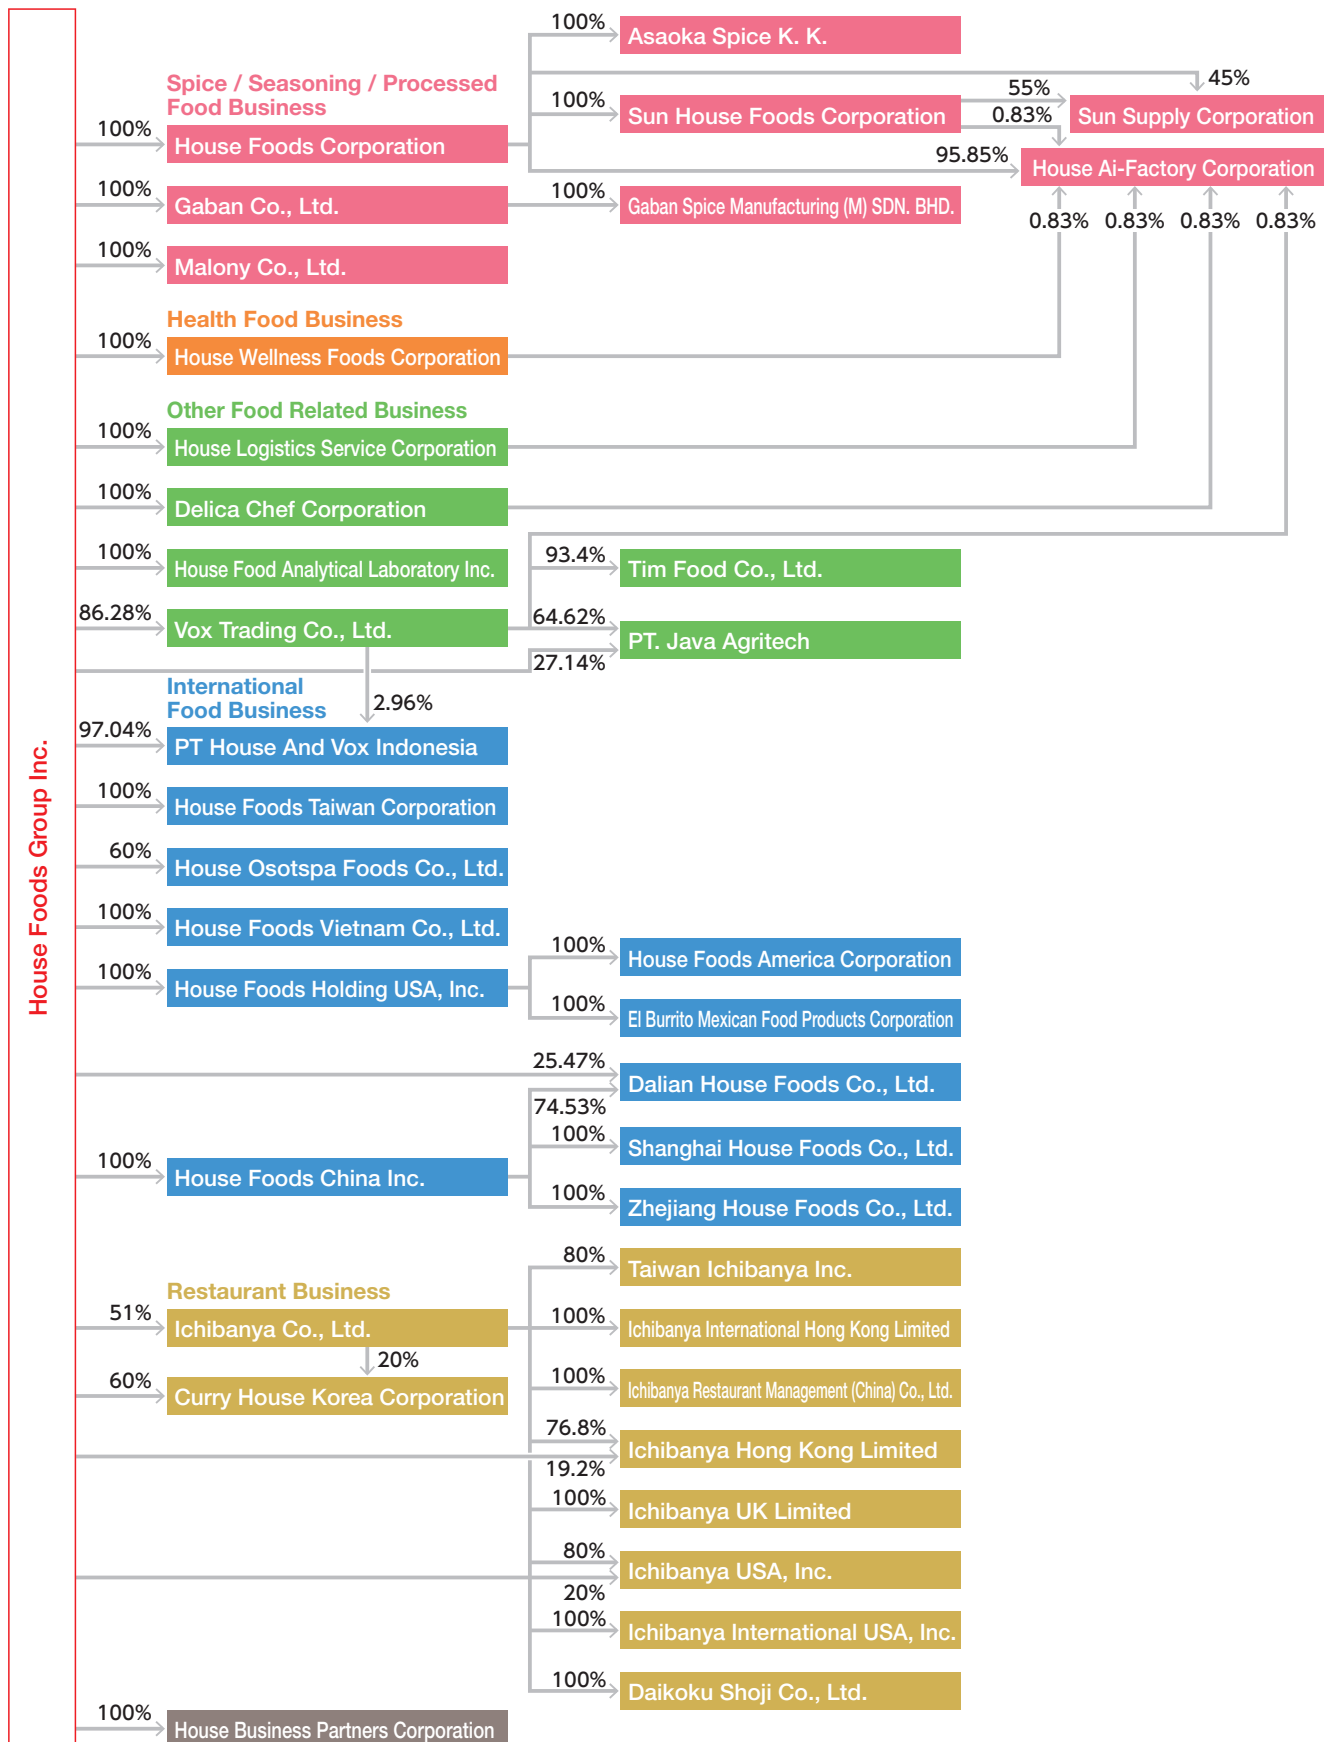 House Foods Group Inc.
100%
Asaoka Spice K. K.
Spice / Seasoning / Processed
Food Business
45%
100%
Sun House Foods Corporation
55%
0.83%
Sun Supply Corporation
100%
House Foods Corporation
95.85%
House Ai-Factory Corporation
100%
Gaban Co., Ltd.
100%
Gaban Spice Manufacturing (M) SDN. BHD.
0.83%
0.83%
0.83%
0.83%
100%
Malony Co., Ltd.
Health Food Business
100%
House Wellness Foods Corporation
Other Food Related Business
100%
House Logistics Service Corporation
100%
Delica Chef Corporation
100%
House Food Analytical Laboratory Inc.
93.4%
Tim Food Co., Ltd.
86.28%
Vox Trading Co., Ltd.
64.62%
PT. Java Agritech
27.14%
International
Food Business
2.96%
97.04%
PT House And Vox Indonesia
100%
House Foods Taiwan Corporation
60%
House Osotspa Foods Co., Ltd.
100%
House Foods Vietnam Co., Ltd.
100%
House Foods America Corporation
100%
House Foods Holding USA, Inc.
100%
El Burrito Mexican Food Products Corporation
25.47%
Dalian House Foods Co., Ltd.
74.53%
100%
Shanghai House Foods Co., Ltd.
100%
House Foods China Inc.
100%
Zhejiang House Foods Co., Ltd.
80%
Taiwan Ichibanya Inc.
Restaurant Business
51%
Ichibanya Co., Ltd.
100%
Ichibanya International Hong Kong Limited
20%
60%
Curry House Korea Corporation
100%
Ichibanya Restaurant Management (China) Co., Ltd.
76.8%
Ichibanya Hong Kong Limited
19.2%
100%
Ichibanya UK Limited
80%
Ichibanya USA, Inc.
20%
100%
Ichibanya International USA, Inc.
100%
Daikoku Shoji Co., Ltd.
100%
House Business Partners Corporation